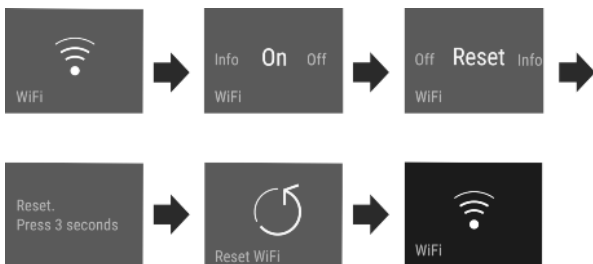 WiFi
Info On Off
WiFi
Off Reset Info
WiFi
Reset.
Press 3 seconds
Reset WiFi
WiFi